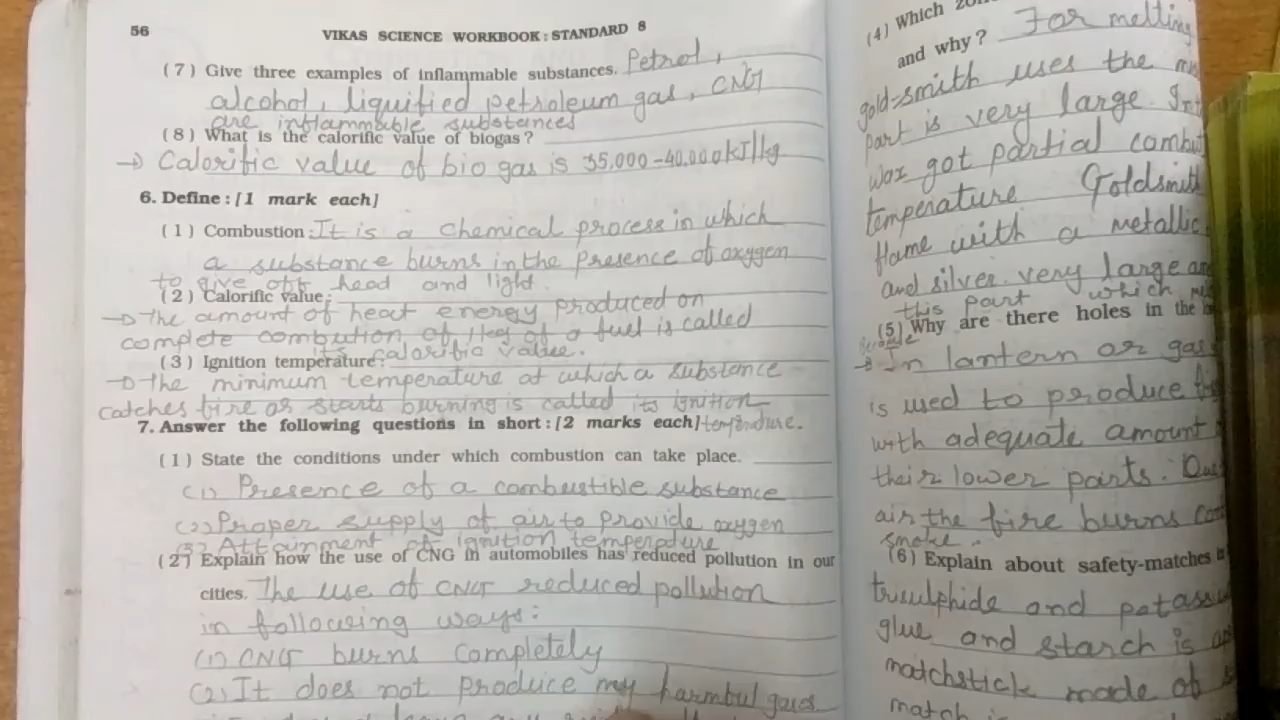 56
VIKAS SCIENCE WORKBOOK : STANDARD 8
( 7 ) Give three examples of inflammable substances. Petrol,
alcohol, liquified petroleum gas, CNG
are inflammable substances
( 8 ) What is the calorific value of biogas?
→ Calorific value of bio gas is 35,000 - 40,000 kJ/kg
6. Define : [1 mark each]
( 1 ) Combustion : It is a chemical process in which
a substance burns in the presence of oxygen
to give off head and light.
( 2 ) Calorific value :
→ the amount of heat energy produced on
complete combution of 1 kg of a fuel is called
its calorific value.
( 3 ) Ignition temperature :
→ the minimum temperature at which a substance
catches fire or starts burning is called its ignition
7. Answer the following questions in short : [2 marks each] temperature.
( 1 ) State the conditions under which combustion can take place.
(1) Presence of a combustible substance
(2) Proper supply of air to provide oxygen
(3) Attainment of ignition temperature
( 2 ) Explain how the use of CNG in automobiles has reduced pollution in our
cities. The use of CNG reduced pollution
in following ways:
(1) CNG burns completely
(2) It does not produce my harmful gases
(4) Which
and why? For melting
gold=smith uses the
part is very large. In
wax got partial
temperature. Goldsmith
flame with a metallic
and silver. very large
this part which
(5) Why are there holes in the
→ In lantern or gas
is used to produce
with adequate amount
their lower parts.
air the fire burns
smoke.
(6) Explain about safety-matches
trisulphide and
glue and starch is
matchstick made of
match